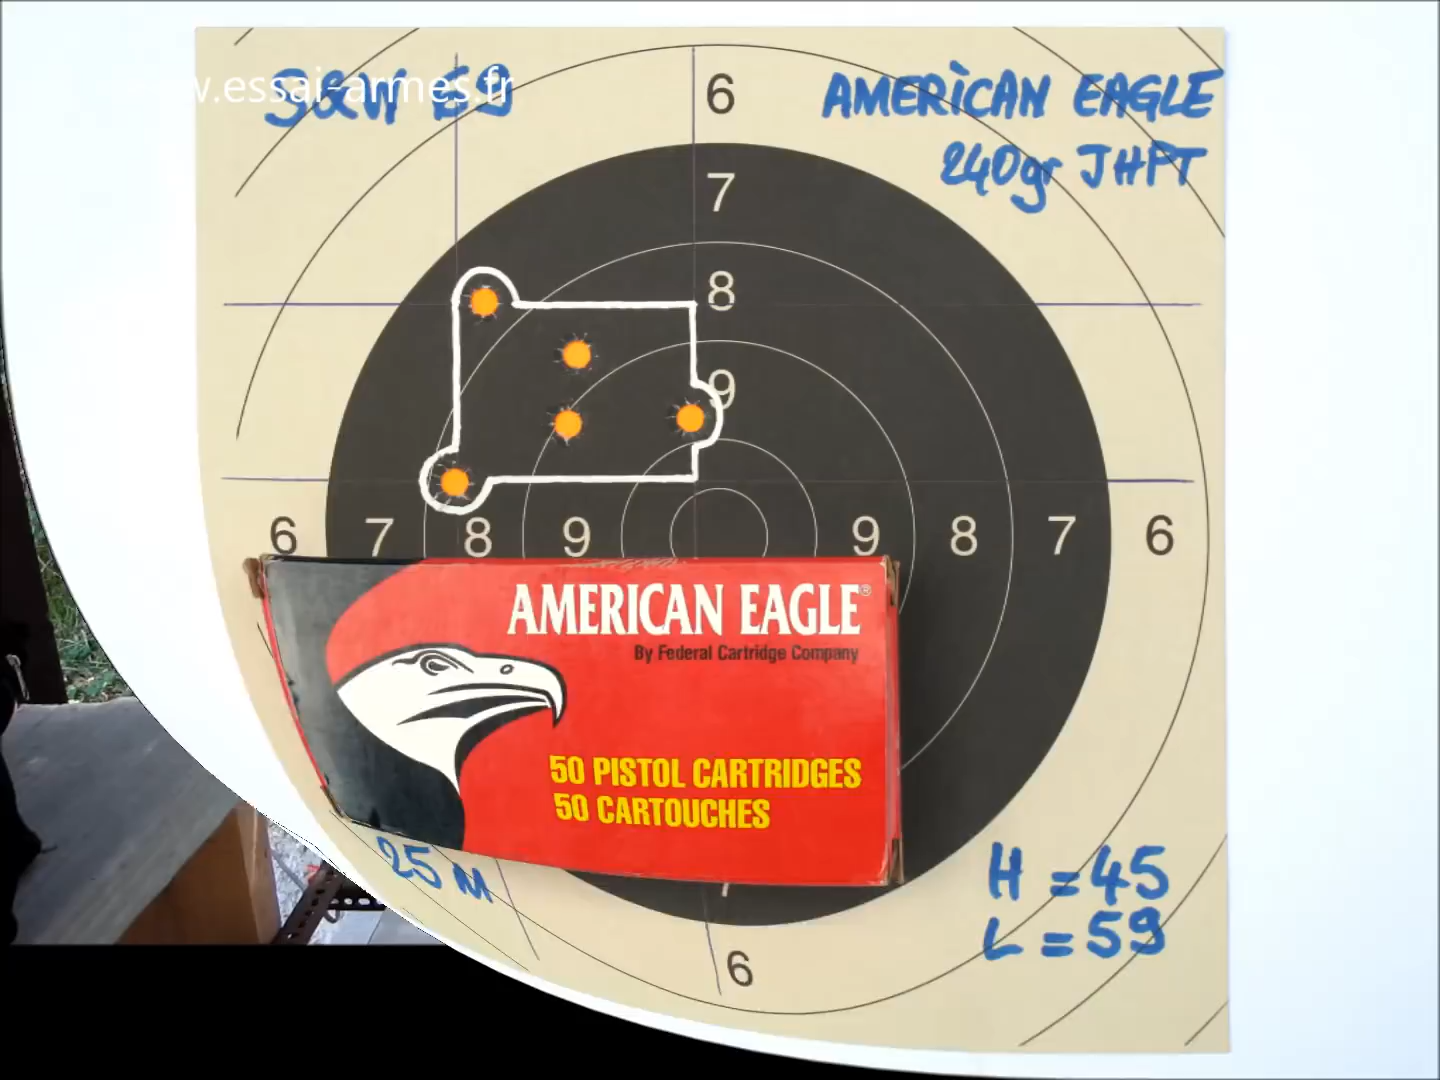 www.essai-armes.fr
S&W 69
AMERiCAN EAGLE
240gr JHPT
6
7
8
9
6 7 8 9 9 8 7 6
AMERICAN EAGLE®
By Federal Cartridge Company
50 PISTOL CARTRIDGES
50 CARTOUCHES
25 M
H = 45
L = 59
6